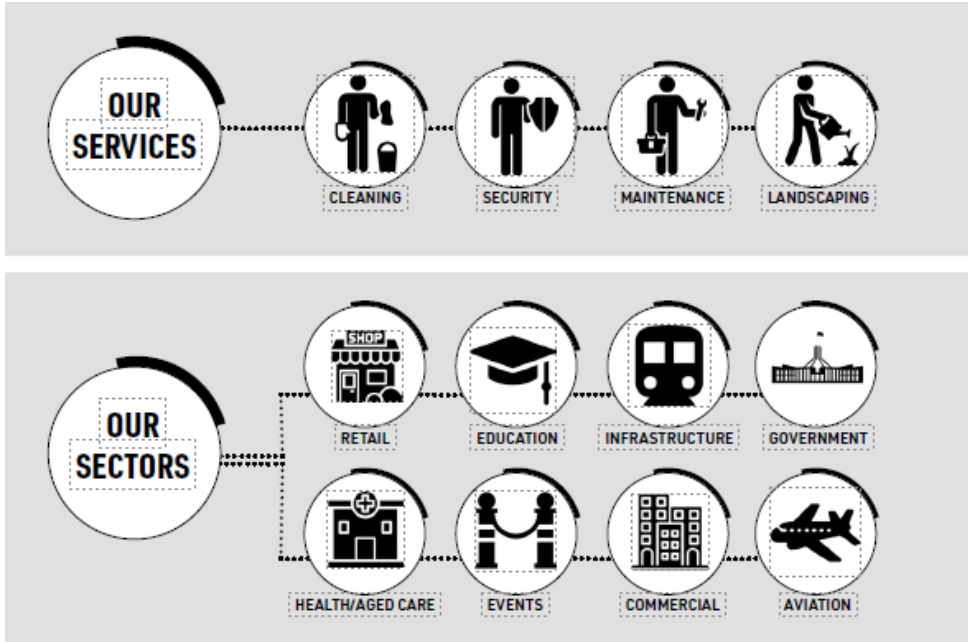 OUR
SERVICES
CLEANING
SECURITY
MAINTENANCE
LANDSCAPING
OUR
SECTORS
SHOP
RETAIL
EDUCATION
INFRASTRUCTURE
GOVERNMENT
HEALTH/AGED CARE
EVENTS
COMMERCIAL
AVIATION